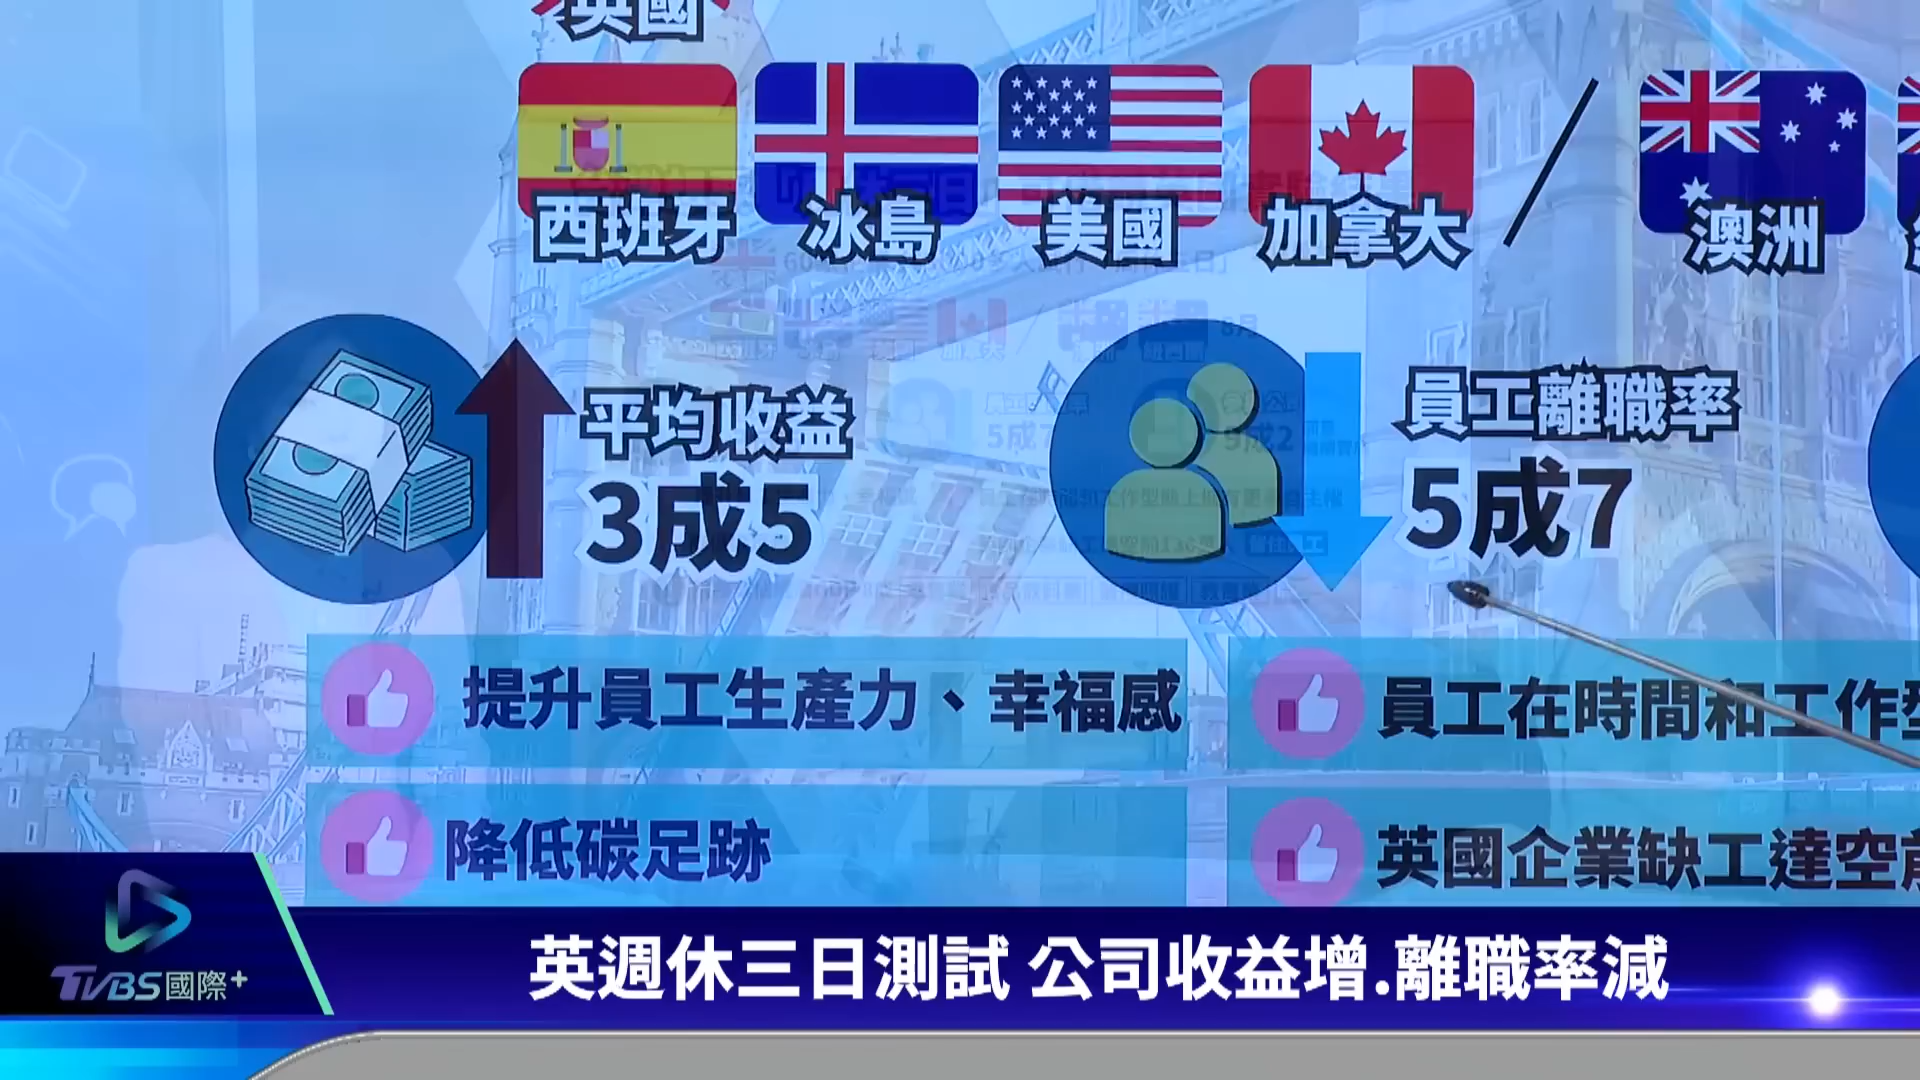 英國
西班牙 冰島 美國 加拿大 / 澳洲
平均收益
3成5
員工離職率
5成7
提升員工生產力、幸福感
員工在時間和工作型
降低碳足跡
英國企業缺工達空前
TVBS國際+
英週休三日測試 公司收益增.離職率減